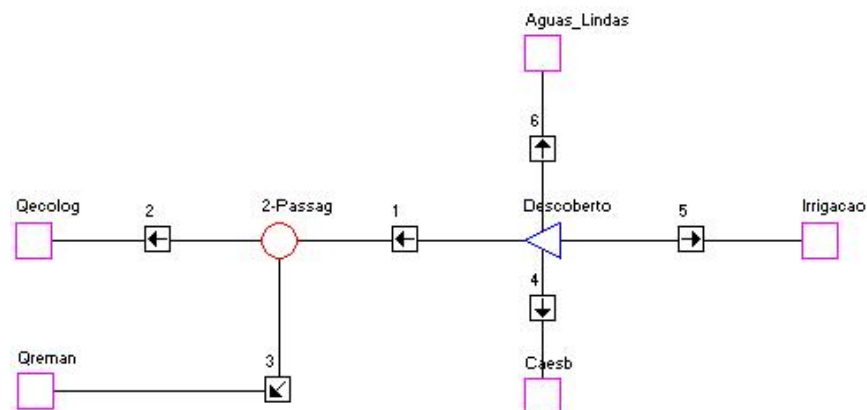 Aguas_Lindas
6
Qecolog
2
2-Passag
1
Descoberto
5
Irrigacao
4
Qreman
3
Caesb